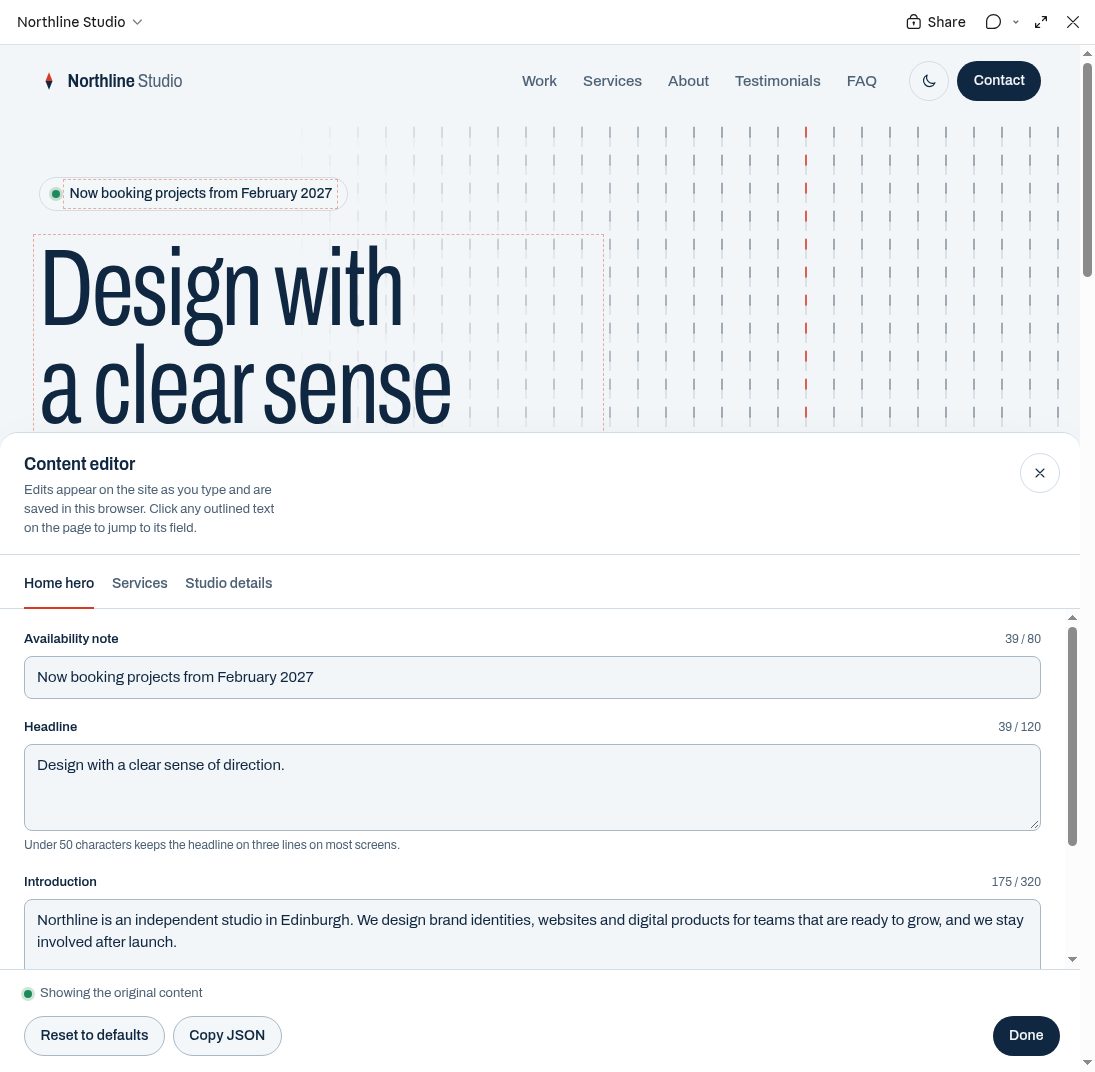 Northline Studio
Share
Northline Studio
Work
Services
About
Testimonials
FAQ
Contact
Now booking projects from February 2027
Design with
a clear sense
Content editor
Edits appear on the site as you type and are
saved in this browser. Click any outlined text
on the page to jump to its field.
Home hero
Services
Studio details
Availability note
39 / 80
Now booking projects from February 2027
Headline
39 / 120
Design with a clear sense of direction.
Under 50 characters keeps the headline on three lines on most screens.
Introduction
175 / 320
Northline is an independent studio in Edinburgh. We design brand identities, websites and digital products for teams that are ready to grow, and we stay
involved after launch.
Showing the original content
Reset to defaults
Copy JSON
Done